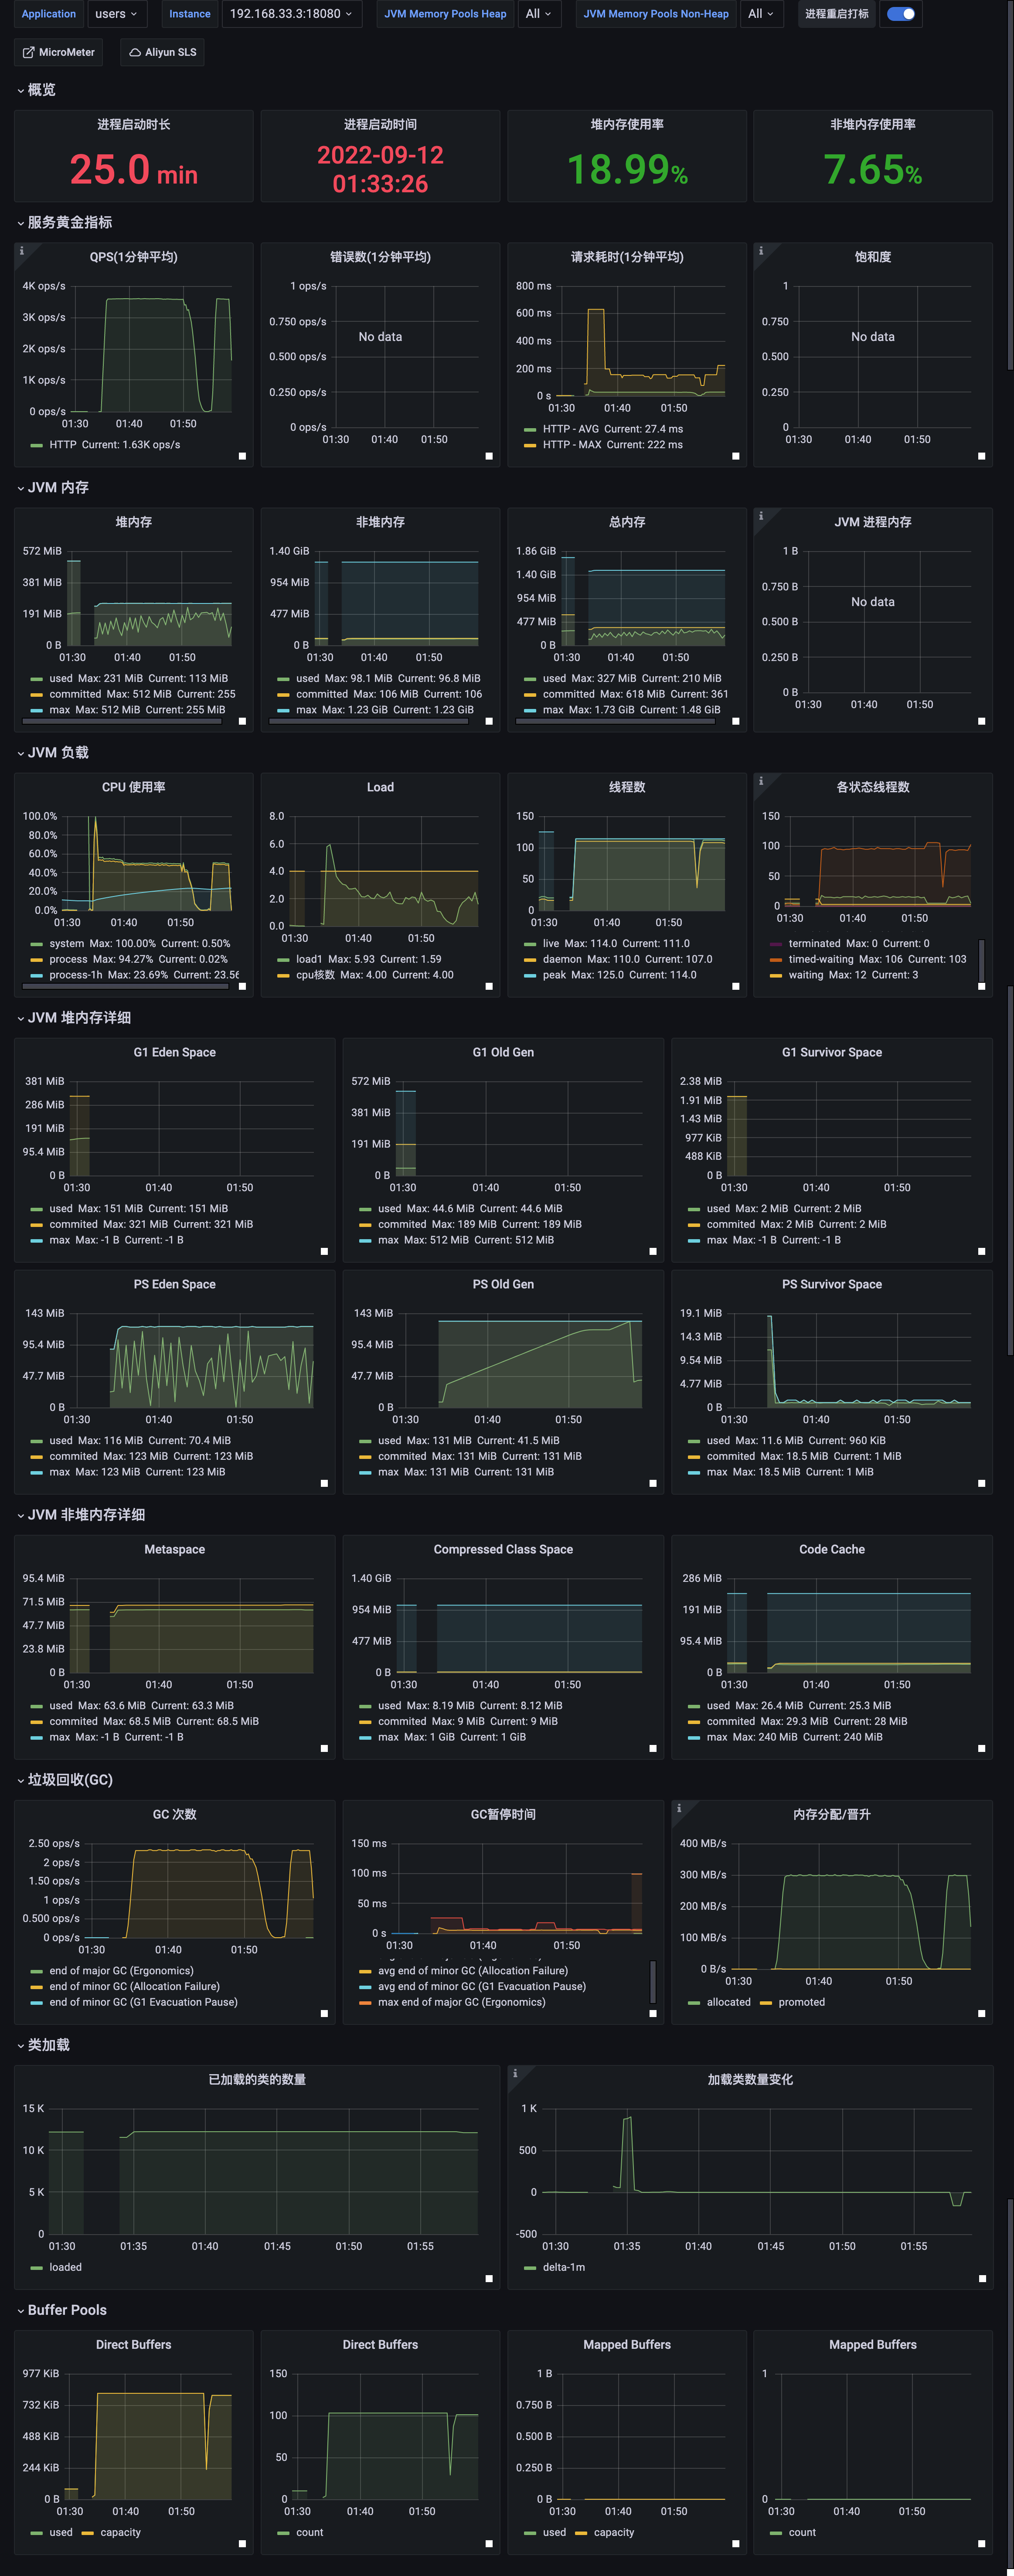 Application users Instance 192.168.33.3:18080 JVM Memory Pools Heap All JVM Memory Pools Non-Heap All 进程重启打标
MicroMeter Aliyun SLS
概览
进程启动时长
25.0 min
进程启动时间
2022-09-12
01:33:26
堆内存使用率
18.99%
非堆内存使用率
7.65%
服务黄金指标
QPS(1分钟平均)
4K ops/s
3K ops/s
2K ops/s
1K ops/s
0 ops/s
01:30 01:40 01:50
HTTP Current: 1.63K ops/s
错误数(1分钟平均)
1 ops/s
0.750 ops/s
No data
0.500 ops/s
0.250 ops/s
0 ops/s
01:30 01:40 01:50
请求耗时(1分钟平均)
800 ms
600 ms
400 ms
200 ms
0 s
01:30 01:40 01:50
HTTP - AVG Current: 27.4 ms
HTTP - MAX Current: 222 ms
饱和度
1
0.750
No data
0.500
0.250
0
01:30 01:40 01:50
JVM 内存
堆内存
572 MiB
381 MiB
191 MiB
0 B
01:30 01:40 01:50
used Max: 231 MiB Current: 113 MiB
committed Max: 512 MiB Current: 255
max Max: 512 MiB Current: 255 MiB
非堆内存
1.40 GiB
954 MiB
477 MiB
0 B
01:30 01:40 01:50
used Max: 98.1 MiB Current: 96.8 MiB
committed Max: 106 MiB Current: 106
max Max: 1.23 GiB Current: 1.23 GiB
总内存
1.86 GiB
1.40 GiB
954 MiB
477 MiB
0 B
01:30 01:40 01:50
used Max: 327 MiB Current: 210 MiB
committed Max: 618 MiB Current: 361
max Max: 1.73 GiB Current: 1.48 GiB
JVM 进程内存
1 B
0.750 B
No data
0.500 B
0.250 B
0 B
01:30 01:40 01:50
JVM 负载
CPU 使用率
100.0%
80.0%
60.0%
40.0%
20.0%
0.0%
01:30 01:40 01:50
system Max: 100.00% Current: 0.50%
process Max: 94.27% Current: 0.02%
process-1h Max: 23.69% Current: 23.56
Load
8.0
6.0
4.0
2.0
0.0
01:30 01:40 01:50
load1 Max: 5.93 Current: 1.59
cpu核数 Max: 4.00 Current: 4.00
线程数
150
100
50
0
01:30 01:40 01:50
live Max: 114.0 Current: 111.0
daemon Max: 110.0 Current: 107.0
peak Max: 125.0 Current: 114.0
各状态线程数
150
100
50
0
01:30 01:40 01:50
terminated Max: 0 Current: 0
timed-waiting Max: 106 Current: 103
waiting Max: 12 Current: 3
JVM 堆内存详细
G1 Eden Space
381 MiB
286 MiB
191 MiB
95.4 MiB
0 B
01:30 01:40 01:50
used Max: 151 MiB Current: 151 MiB
commited Max: 321 MiB Current: 321 MiB
max Max: -1 B Current: -1 B
G1 Old Gen
572 MiB
381 MiB
191 MiB
0 B
01:30 01:40 01:50
used Max: 44.6 MiB Current: 44.6 MiB
commited Max: 189 MiB Current: 189 MiB
max Max: 512 MiB Current: 512 MiB
G1 Survivor Space
2.38 MiB
1.91 MiB
1.43 MiB
977 KiB
488 KiB
0 B
01:30 01:40 01:50
used Max: 2 MiB Current: 2 MiB
commited Max: 2 MiB Current: 2 MiB
max Max: -1 B Current: -1 B
PS Eden Space
143 MiB
95.4 MiB
47.7 MiB
0 B
01:30 01:40 01:50
used Max: 116 MiB Current: 70.4 MiB
commited Max: 123 MiB Current: 123 MiB
max Max: 123 MiB Current: 123 MiB
PS Old Gen
143 MiB
95.4 MiB
47.7 MiB
0 B
01:30 01:40 01:50
used Max: 131 MiB Current: 41.5 MiB
commited Max: 131 MiB Current: 131 MiB
max Max: 131 MiB Current: 131 MiB
PS Survivor Space
19.1 MiB
14.3 MiB
9.54 MiB
4.77 MiB
0 B
01:30 01:40 01:50
used Max: 11.6 MiB Current: 960 KiB
commited Max: 18.5 MiB Current: 1 MiB
max Max: 18.5 MiB Current: 1 MiB
JVM 非堆内存详细
Metaspace
95.4 MiB
71.5 MiB
47.7 MiB
23.8 MiB
0 B
01:30 01:40 01:50
used Max: 63.6 MiB Current: 63.3 MiB
commited Max: 68.5 MiB Current: 68.5 MiB
max Max: -1 B Current: -1 B
Compressed Class Space
1.40 GiB
954 MiB
477 MiB
0 B
01:30 01:40 01:50
used Max: 8.19 MiB Current: 8.12 MiB
commited Max: 9 MiB Current: 9 MiB
max Max: 1 GiB Current: 1 GiB
Code Cache
286 MiB
191 MiB
95.4 MiB
0 B
01:30 01:40 01:50
used Max: 26.4 MiB Current: 25.3 MiB
commited Max: 29.3 MiB Current: 28 MiB
max Max: 240 MiB Current: 240 MiB
垃圾回收(GC)
GC 次数
2.50 ops/s
2 ops/s
1.50 ops/s
1 ops/s
0.500 ops/s
0 ops/s
01:30 01:40 01:50
end of major GC (Ergonomics)
end of minor GC (Allocation Failure)
end of minor GC (G1 Evacuation Pause)
GC暂停时间
150 ms
100 ms
50 ms
0 s
01:30 01:40 01:50
avg end of minor GC (Allocation Failure)
avg end of minor GC (G1 Evacuation Pause)
max end of major GC (Ergonomics)
内存分配/晋升
400 MB/s
300 MB/s
200 MB/s
100 MB/s
0 B/s
01:30 01:40 01:50
allocated promoted
类加载
已加载的类的数量
15 K
10 K
5 K
0
01:30 01:35 01:40 01:45 01:50 01:55
loaded
加载类数量变化
1 K
500
0
-500
01:30 01:35 01:40 01:45 01:50 01:55
delta-1m
Buffer Pools
Direct Buffers
977 KiB
732 KiB
488 KiB
244 KiB
0 B
01:30 01:40 01:50
used capacity
Direct Buffers
150
100
50
0
01:30 01:40 01:50
count
Mapped Buffers
1 B
0.750 B
0.500 B
0.250 B
0 B
01:30 01:40 01:50
used capacity
Mapped Buffers
1
0
01:30 01:40 01:50
count